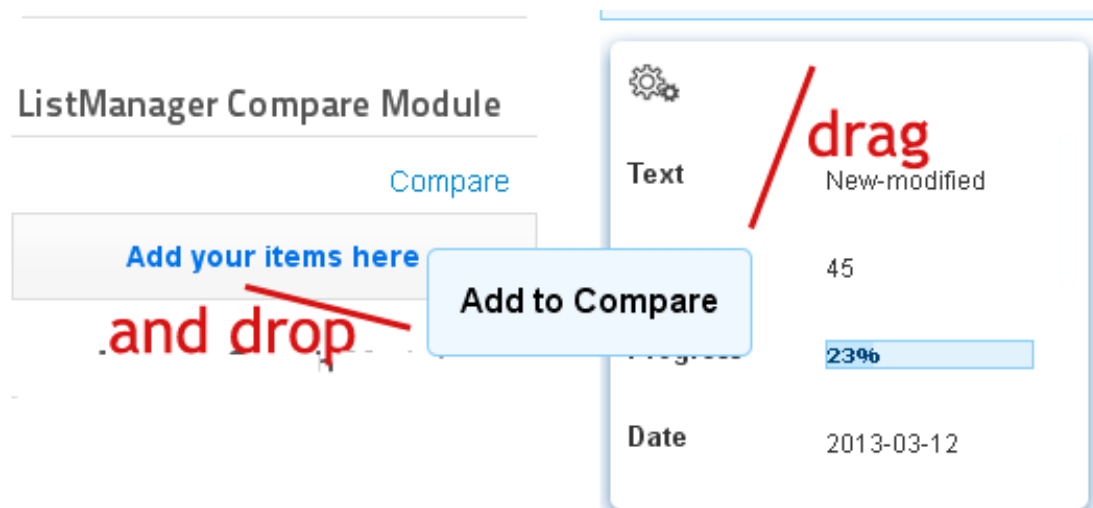 ListManager Compare Module
Compare
Add your items here
and drop
Add to Compare
drag
Text
New-modified
45
Progress
23%
Date
2013-03-12